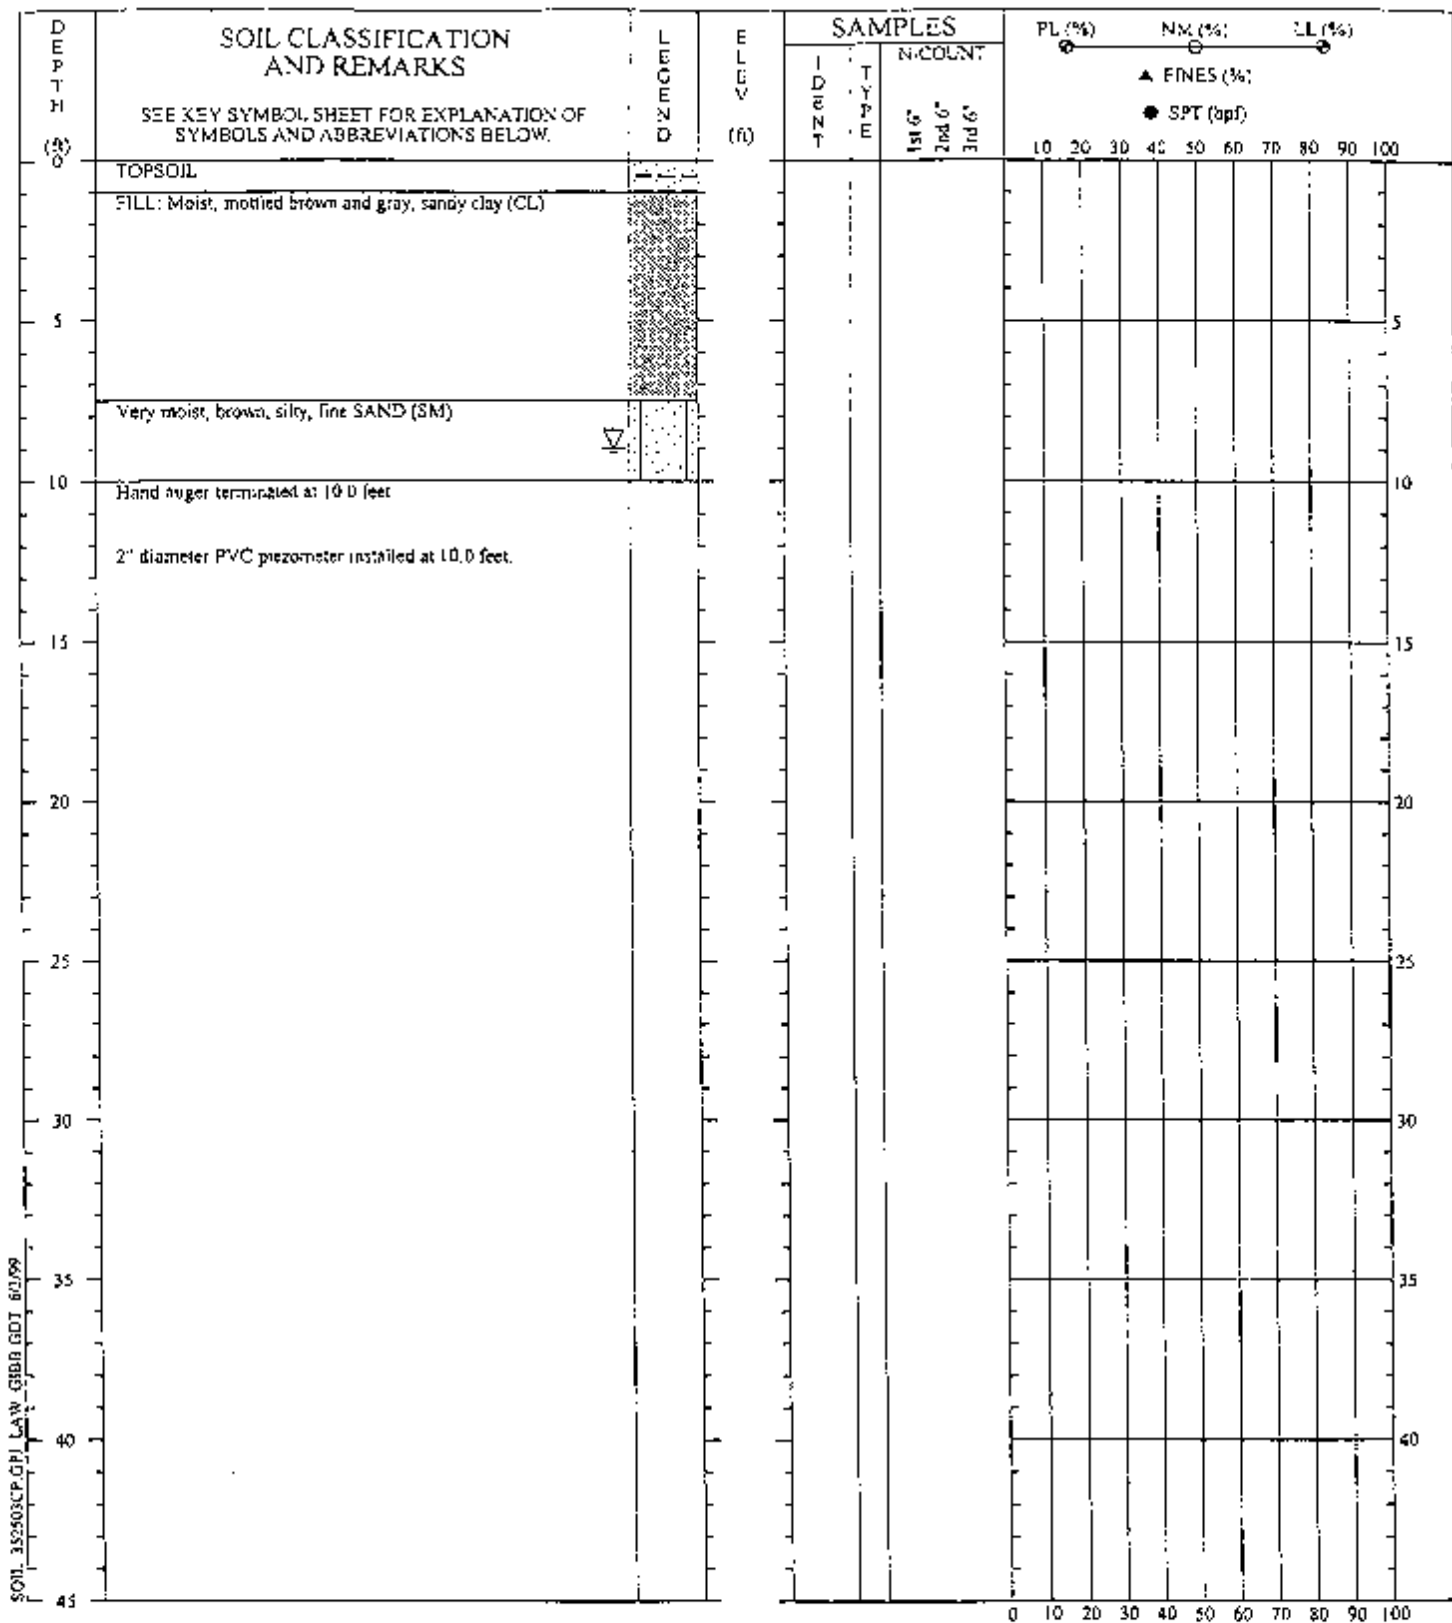 DEPTH (ft)
SOIL CLASSIFICATION
AND REMARKS
SEE KEY SYMBOL SHEET FOR EXPLANATION OF
SYMBOLS AND ABBREVIATIONS BELOW.
LEGEND
ELEV (ft)
SAMPLES
IDENT
TYPE
N-COUNT
1st 6"
2nd 6"
3rd 6"
PL (%) NM (%) LL (%)
▲ FINES (%)
● SPT (bpf)
10 20 30 40 50 60 70 80 90 100
0
TOPSOIL
FILL: Moist, mottled brown and gray, sandy clay (CL)
5 5
Very moist, brown, silty, fine SAND (SM)
10 10
Hand auger terminated at 10.0 feet
2" diameter PVC piezometer installed at 10.0 feet.
15 15
20 20
25 25
30 30
35 35
40 40
45
0 10 20 30 40 50 60 70 80 90 100
SOIL 352503CP.GPJ LAW_GIBB.GDT